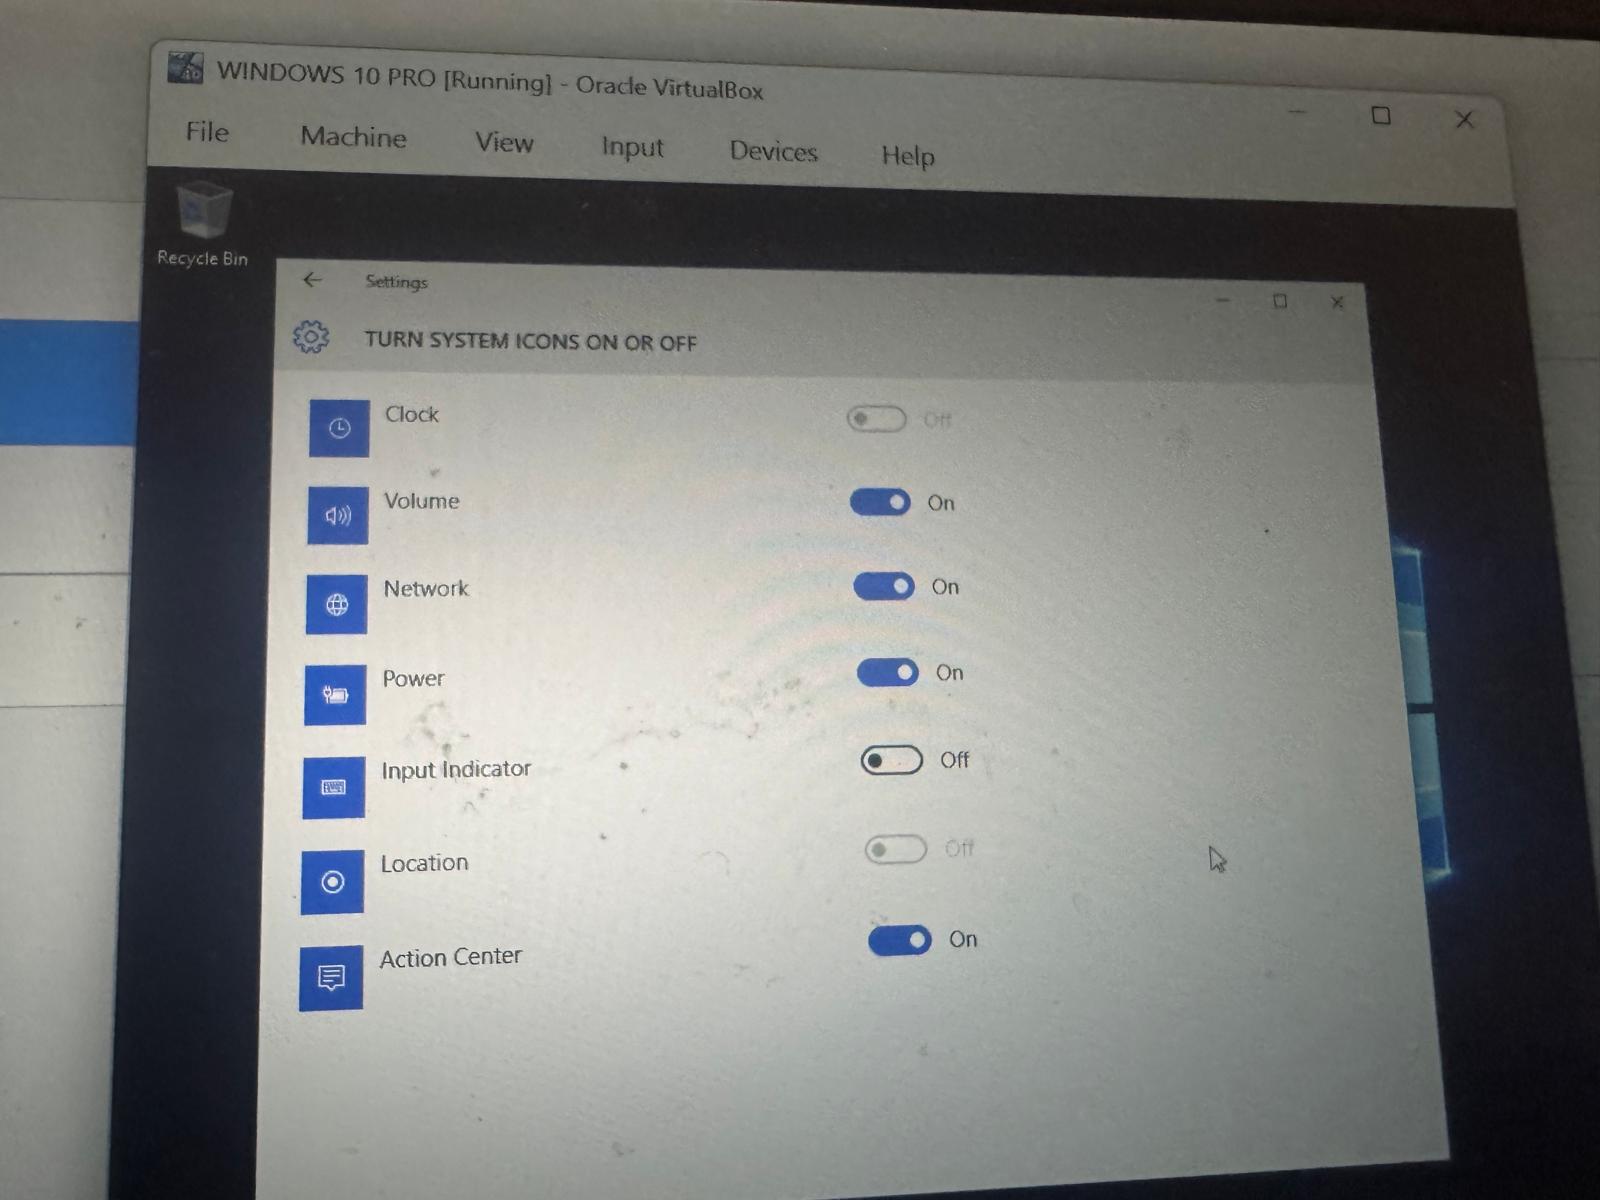 WINDOWS 10 PRO [Running] - Oracle VirtualBox
File Machine View Input Devices Help
Recycle Bin
Settings
TURN SYSTEM ICONS ON OR OFF
Clock Off
Volume On
Network On
Power On
Input Indicator Off
Location Off
Action Center On